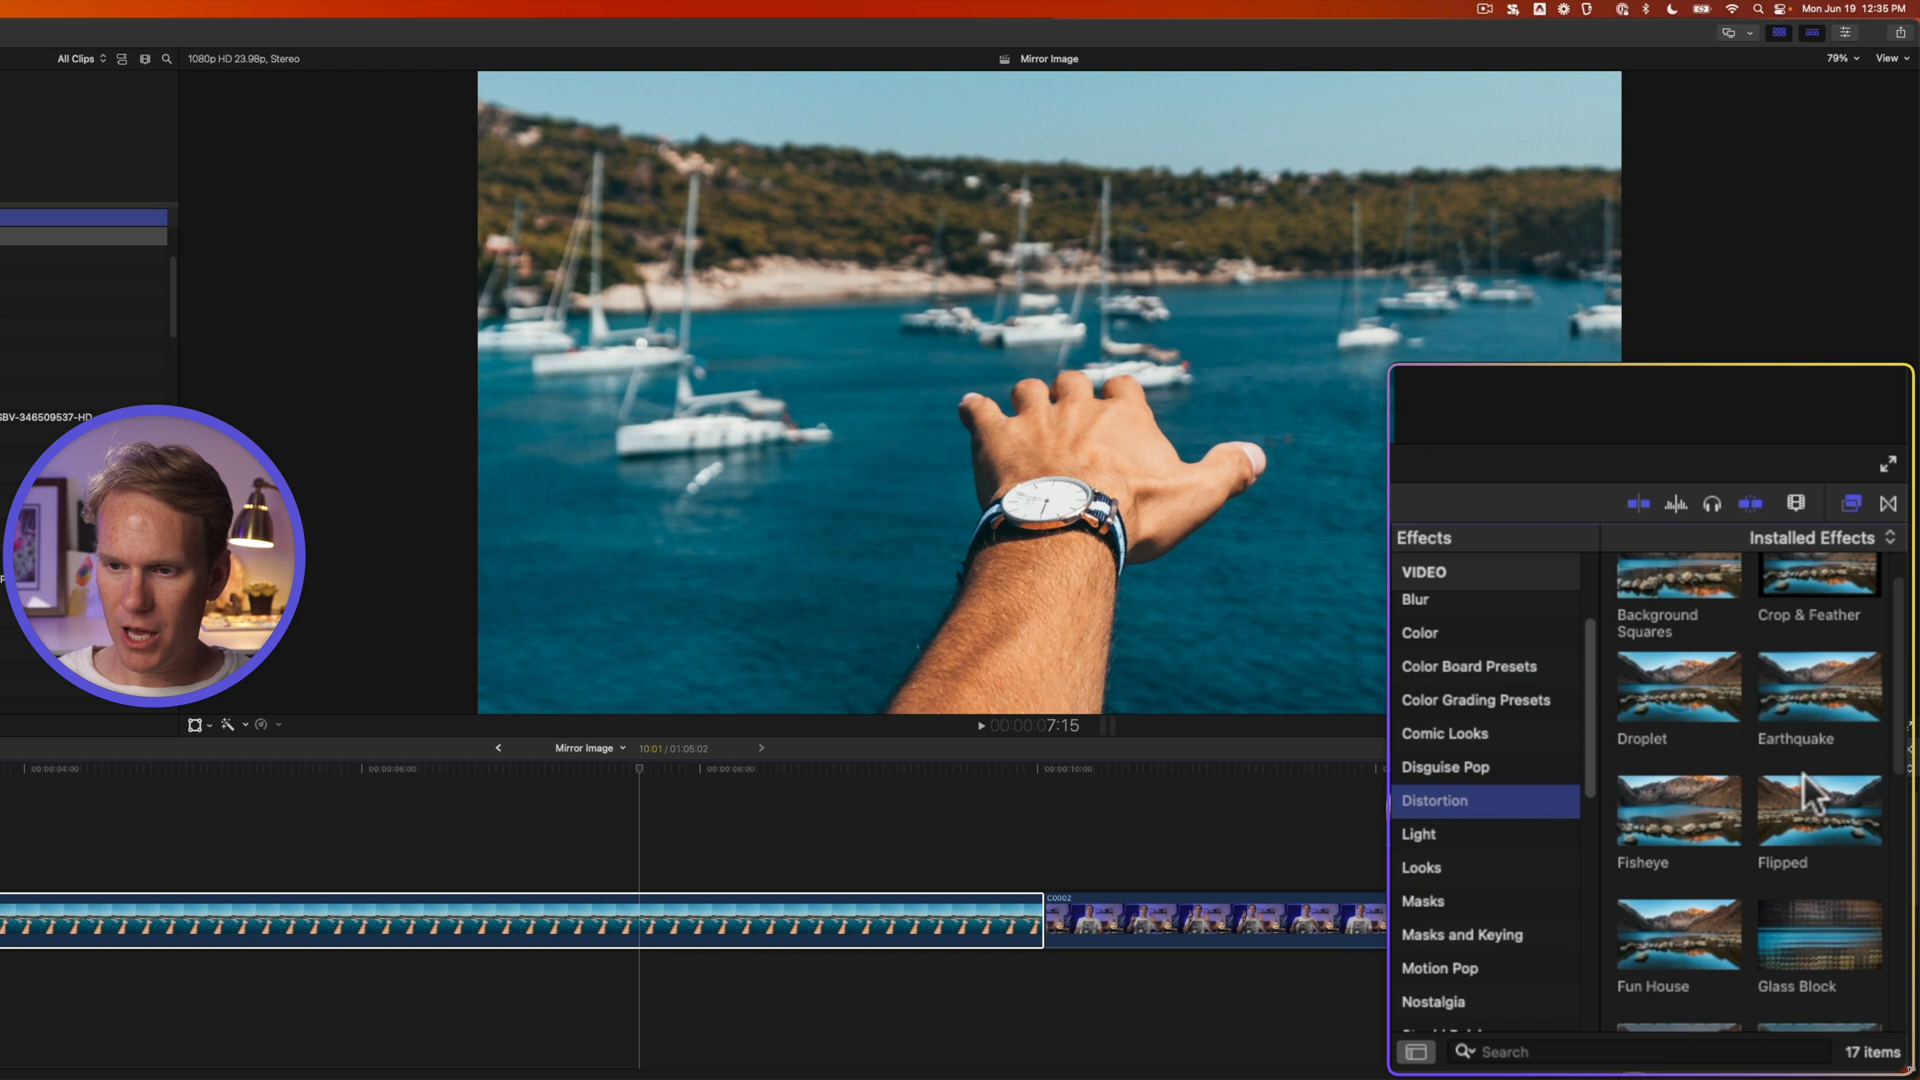 Mon Jun 19 12:35 PM
All Clips
1080p HD 23.98p, Stereo
Mirror Image
79%
View
SBV-346509537-HD
00:00:07:15
Mirror Image
10:01 / 01:05:02
00:00:04:00
00:00:06:00
00:00:08:00
00:00:10:00
C0002
Effects
Installed Effects
VIDEO
Blur
Color
Color Board Presets
Color Grading Presets
Comic Looks
Disguise Pop
Distortion
Light
Looks
Masks
Masks and Keying
Motion Pop
Nostalgia
Background
Squares
Crop & Feather
Droplet
Earthquake
Fisheye
Flipped
Fun House
Glass Block
Search
17 items